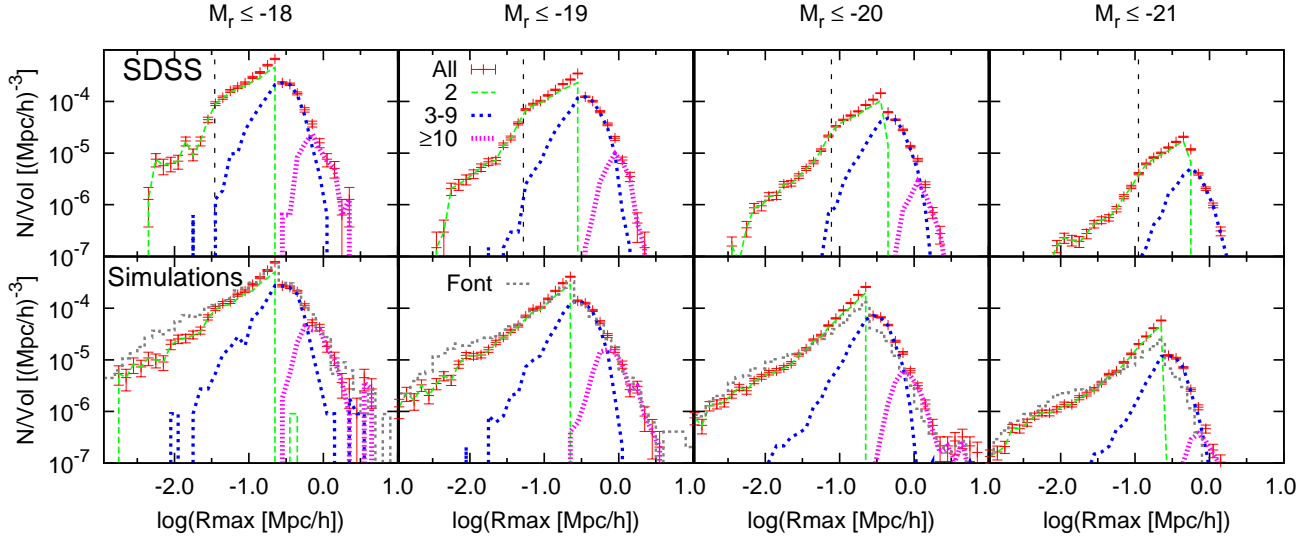 M_r ≤ -18 M_r ≤ -19 M_r ≤ -20 M_r ≤ -21
SDSS
All
2
3-9
≥10
N/Vol [(Mpc/h)^-3]
10^-4
10^-5
10^-6
10^-7
Simulations
Font
N/Vol [(Mpc/h)^-3]
10^-4
10^-5
10^-6
10^-7
-2.0 -1.0 0.0 1.0 -2.0 -1.0 0.0 1.0 -2.0 -1.0 0.0 1.0 -2.0 -1.0 0.0 1.0
log(Rmax [Mpc/h]) log(Rmax [Mpc/h]) log(Rmax [Mpc/h]) log(Rmax [Mpc/h])